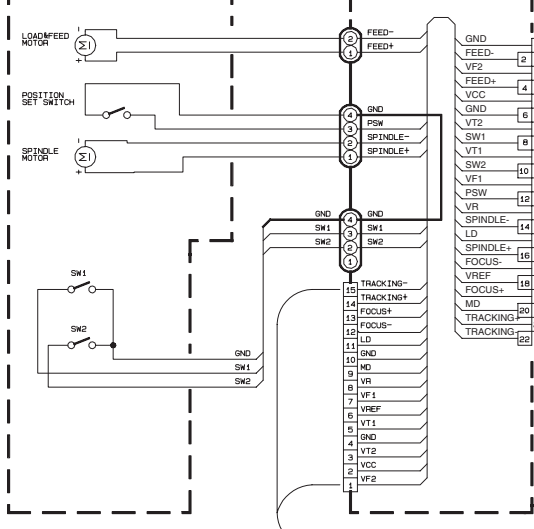 LOAD&FEED
MOTOR
-
M
+
POSITION
SET SWITCH
SPINDLE
MOTOR
-
M
+
2 FEED-
1 FEED+
4 GND
3 PSW
2 SPINDLE-
1 SPINDLE+
GND 4 GND
SW1 3 SW1
SW2 2 SW2
1
SW1
SW2
GND
SW1
SW2
15 TRACKING-
14 TRACKING+
13 FOCUS+
12 FOCUS-
11 LD
10 GND
9 MD
8 VR
7 VF1
6 VREF
5 VT1
4 GND
3 VT2
2 VCC
1 VF2
GND
FEED- 2
VF2
FEED+ 4
VCC
GND 6
VT2
SW1 8
VT1
SW2 10
VF1
PSW 12
VR
SPINDLE- 14
LD
SPINDLE+ 16
FOCUS-
VREF 18
FOCUS+
MD 20
TRACKING+
TRACKING- 22